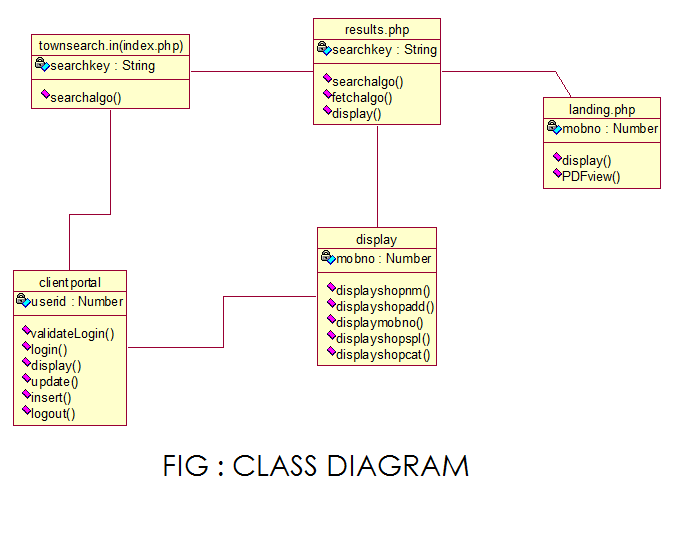 townsearch.in(index.php)
searchkey : String
searchalgo()
results.php
searchkey : String
searchalgo()
fetchalgo()
display()
landing.php
mobno : Number
display()
PDFview()
display
mobno : Number
displayshopnm()
displayshopadd()
displaymobno()
displayshopspl()
displayshopcat()
clientportal
userid : Number
validateLogin()
login()
display()
update()
insert()
logout()
FIG : CLASS DIAGRAM